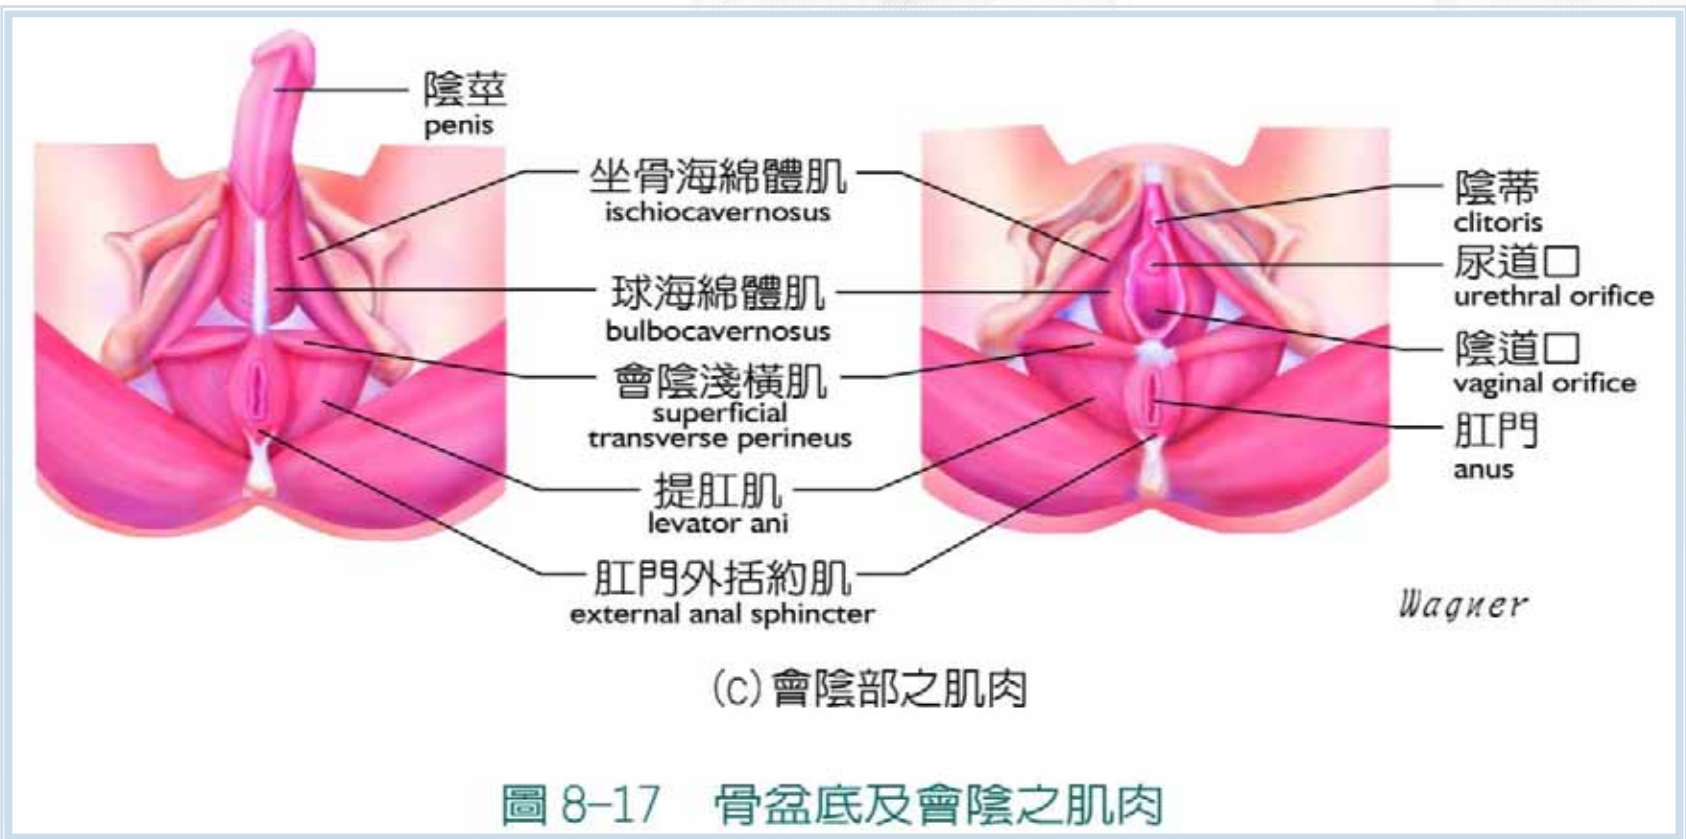 陰莖
penis
坐骨海綿體肌
ischiocavernosus
球海綿體肌
bulbocavernosus
會陰淺橫肌
superficial
transverse perineus
提肛肌
levator ani
肛門外括約肌
external anal sphincter
陰蒂
clitoris
尿道口
urethral orifice
陰道口
vaginal orifice
肛門
anus
Wagner
(c)會陰部之肌肉
圖 8-17 骨盆底及會陰之肌肉